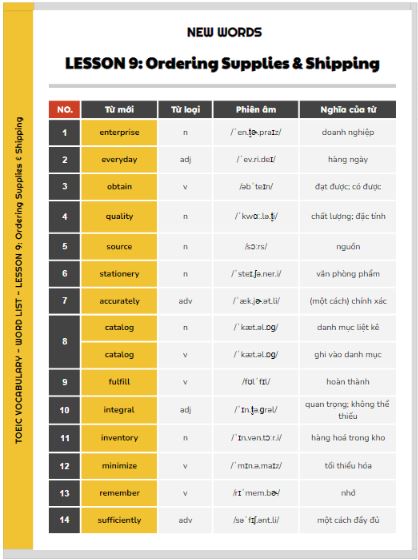 NEW WORDS
LESSON 9: Ordering Supplies & Shipping
TOEIC VOCABULARY - WORD LIST - LESSON 9: Ordering Supplies & Shipping
NO. Từ mới Từ loại Phiên âm Nghĩa của từ
1 enterprise n /ˈen.t̬ɚ.praɪz/ doanh nghiệp
2 everyday adj /ˈev.ri.deɪ/ hàng ngày
3 obtain v /əbˈteɪn/ đạt được; có được
4 quality n /ˈkwɑː.lə.t̬i/ chất lượng; đặc tính
5 source n /sɔːrs/ nguồn
6 stationery n /ˈsteɪʃə.ner.i/ văn phòng phẩm
7 accurately adv /ˈæk.jɚ.ət.li/ (một cách) chính xác
8 catalog n /ˈkæt.əl.ɒɡ/ danh mục liệt kê
catalog v /ˈkæt.əl.ɒɡ/ ghi vào danh mục
9 fulfill v /fʊlˈfɪl/ hoàn thành
10 integral adj /ˈɪn.t̬ə.ɡrəl/ quan trọng; không thể
thiếu
11 inventory n /ˈɪn.vən.tɔːr.i/ hàng hoá trong kho
12 minimize v /ˈmɪn.ə.maɪz/ tối thiểu hóa
13 remember v /rɪˈmem.bɚ/ nhớ
14 sufficiently adv /səˈfɪʃ.ənt.li/ một cách đầy đủ